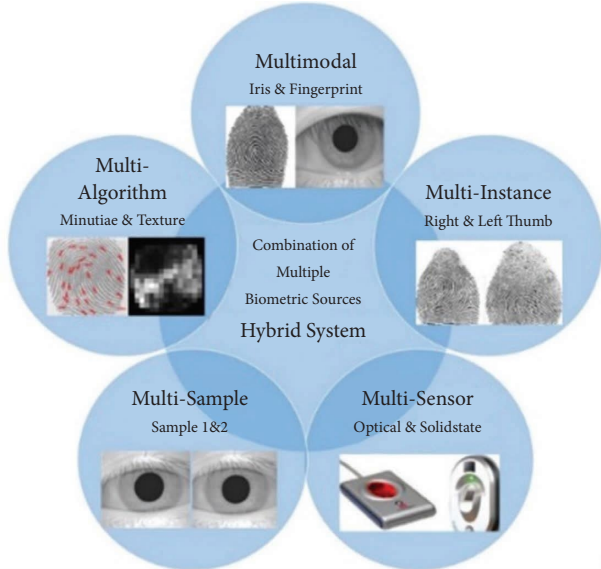 Multimodal
Iris & Fingerprint
Multi-
Algorithm
Minutiae & Texture
Multi-Instance
Right & Left Thumb
Combination of
Multiple
Biometric Sources
Hybrid System
Multi-Sample
Sample 1&2
Multi-Sensor
Optical & Solidstate